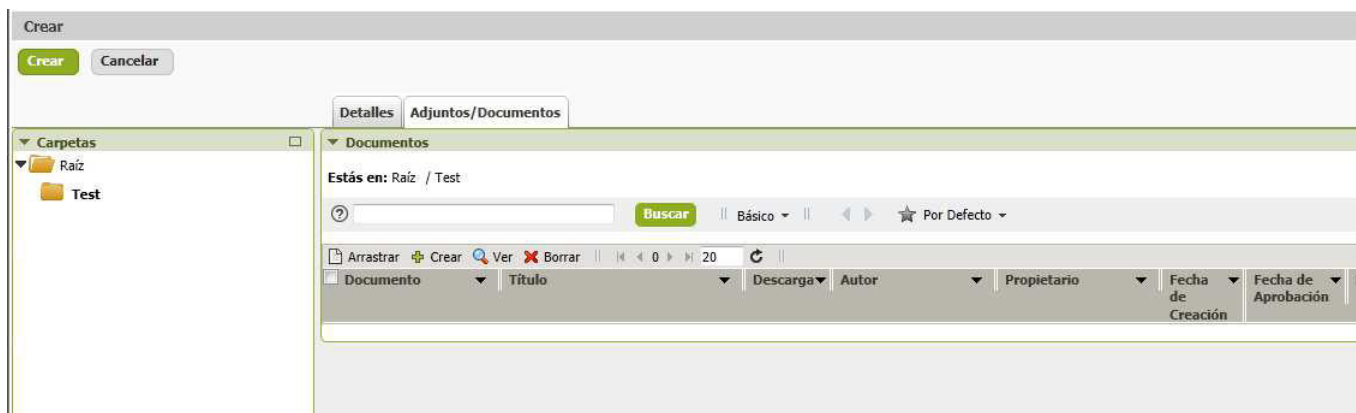 Crear
Crear Cancelar
Detalles Adjuntos/Documentos
Carpetas
Raíz
Test
Documentos
Estás en: Raíz / Test
Buscar Básico Por Defecto
Arrastrar Crear Ver Borrar 0 20
Documento Título Descarga Autor Propietario Fecha de Creación Fecha de Aprobación